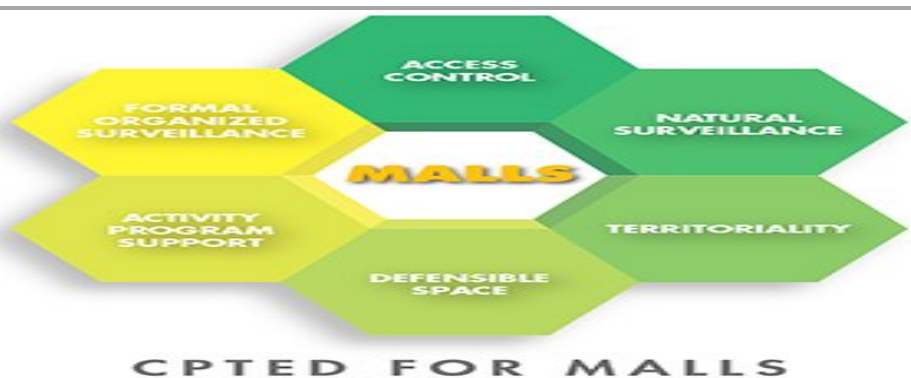 ACCESS
CONTROL
FORMAL
ORGANIZED
SURVEILLANCE
NATURAL
SURVEILLANCE
MALLS
ACTIVITY
PROGRAM
SUPPORT
TERRITORIALITY
DEFENSIBLE
SPACE
CPTED FOR MALLS